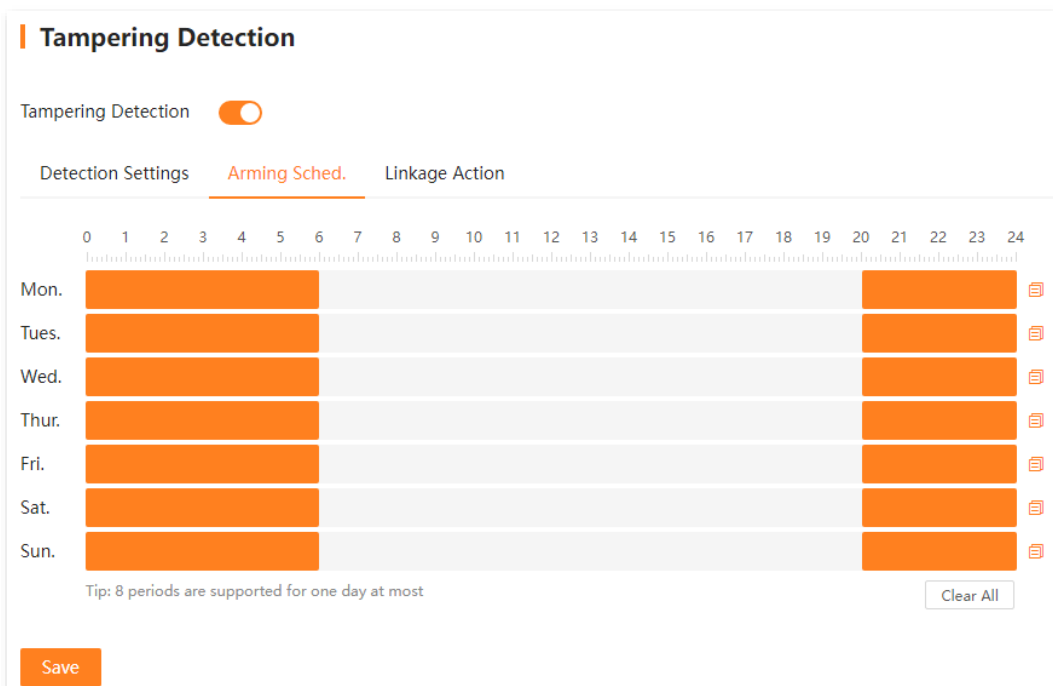 Tampering Detection
Tampering Detection
Detection Settings Arming Sched. Linkage Action
0 1 2 3 4 5 6 7 8 9 10 11 12 13 14 15 16 17 18 19 20 21 22 23 24
Mon.
Tues.
Wed.
Thur.
Fri.
Sat.
Sun.
Tip: 8 periods are supported for one day at most
Clear All
Save